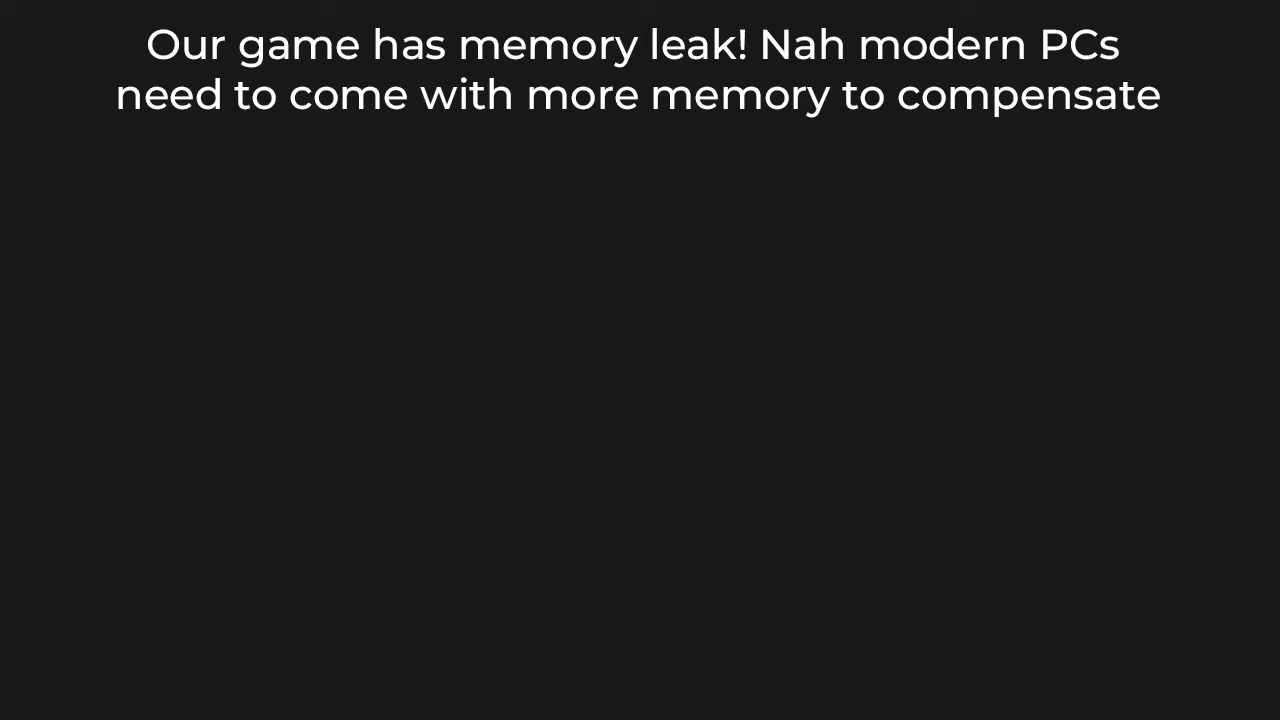 Our game has memory leak! Nah modern PCs
need to come with more memory to compensate